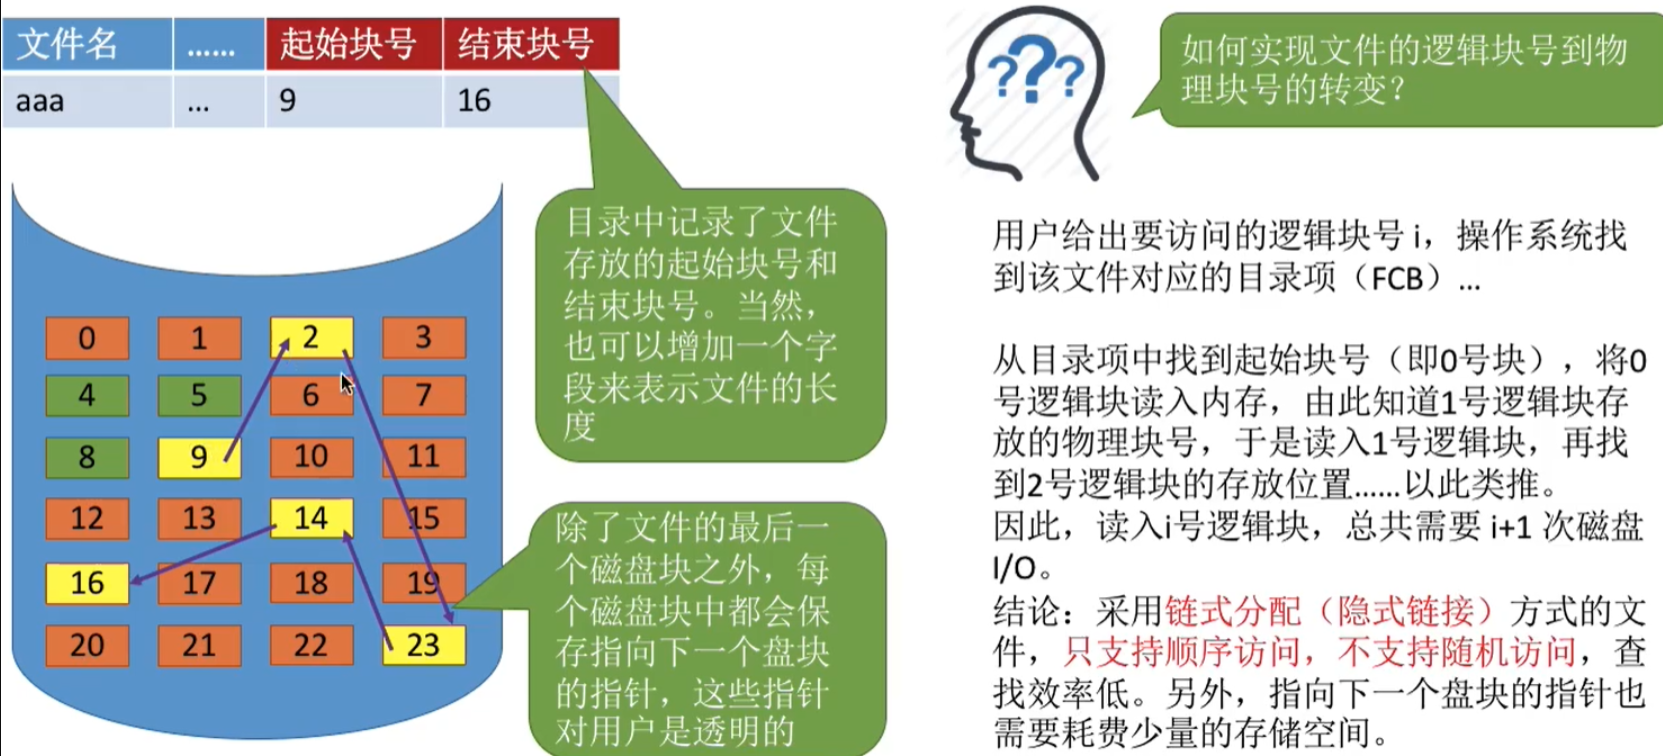 文件名 …… 起始块号 结束块号
aaa … 9 16
目录中记录了文件
存放的起始块号和
结束块号。当然，
也可以增加一个字
段来表示文件的长
度
0 1 2 3
4 5 6 7
8 9 10 11
12 13 14 15
16 17 18 19
20 21 22 23
除了文件的最后一
个磁盘块之外，每
个磁盘块中都会保
存指向下一个盘块
的指针，这些指针
对用户是透明的
???
如何实现文件的逻辑块号到物
理块号的转变？
用户给出要访问的逻辑块号 i，操作系统找
到该文件对应的目录项（FCB）…
从目录项中找到起始块号（即0号块），将0
号逻辑块读入内存，由此知道1号逻辑块存
放的物理块号，于是读入1号逻辑块，再找
到2号逻辑块的存放位置……以此类推。
因此，读入i号逻辑块，总共需要 i+1 次磁盘
I/O。
结论：采用链式分配（隐式链接）方式的文
件，只支持顺序访问，不支持随机访问，查
找效率低。另外，指向下一个盘块的指针也
需要耗费少量的存储空间。